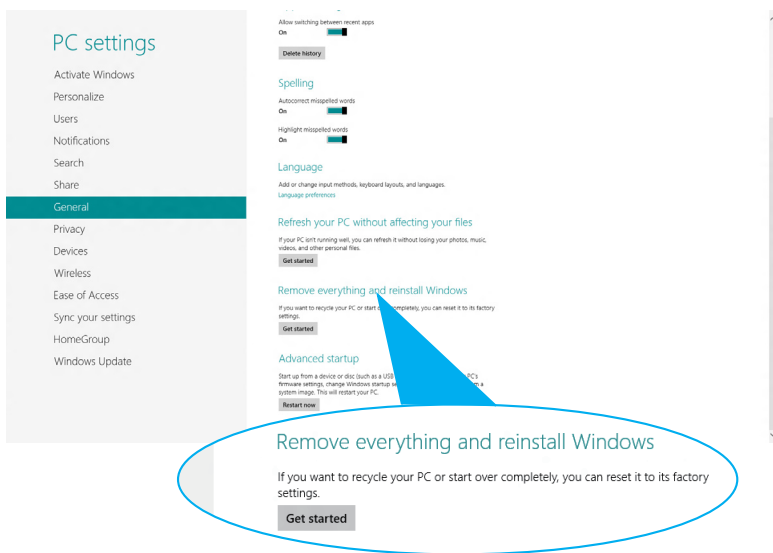 PC settings
Activate Windows
Personalize
Users
Notifications
Search
Share
General
Privacy
Devices
Wireless
Ease of Access
Sync your settings
HomeGroup
Windows Update
Allow switching between recent apps
On
Delete history
Spelling
Autocorrect misspelled words
On
Highlight misspelled words
On
Language
Add or change input methods, keyboard layouts, and languages.
Language preferences
Refresh your PC without affecting your files
If your PC isn't running well, you can refresh it without losing your photos, music,
videos, and other personal files.
Get started
Remove everything and reinstall Windows
If you want to recycle your PC or start completely, you can reset it to its factory
settings.
Get started
Advanced startup
Start up from a device or disc (such as a USB PC's
firmware settings, change Windows startup a
system image. This will restart your PC.
Restart now
Remove everything and reinstall Windows
If you want to recycle your PC or start over completely, you can reset it to its factory
settings.
Get started